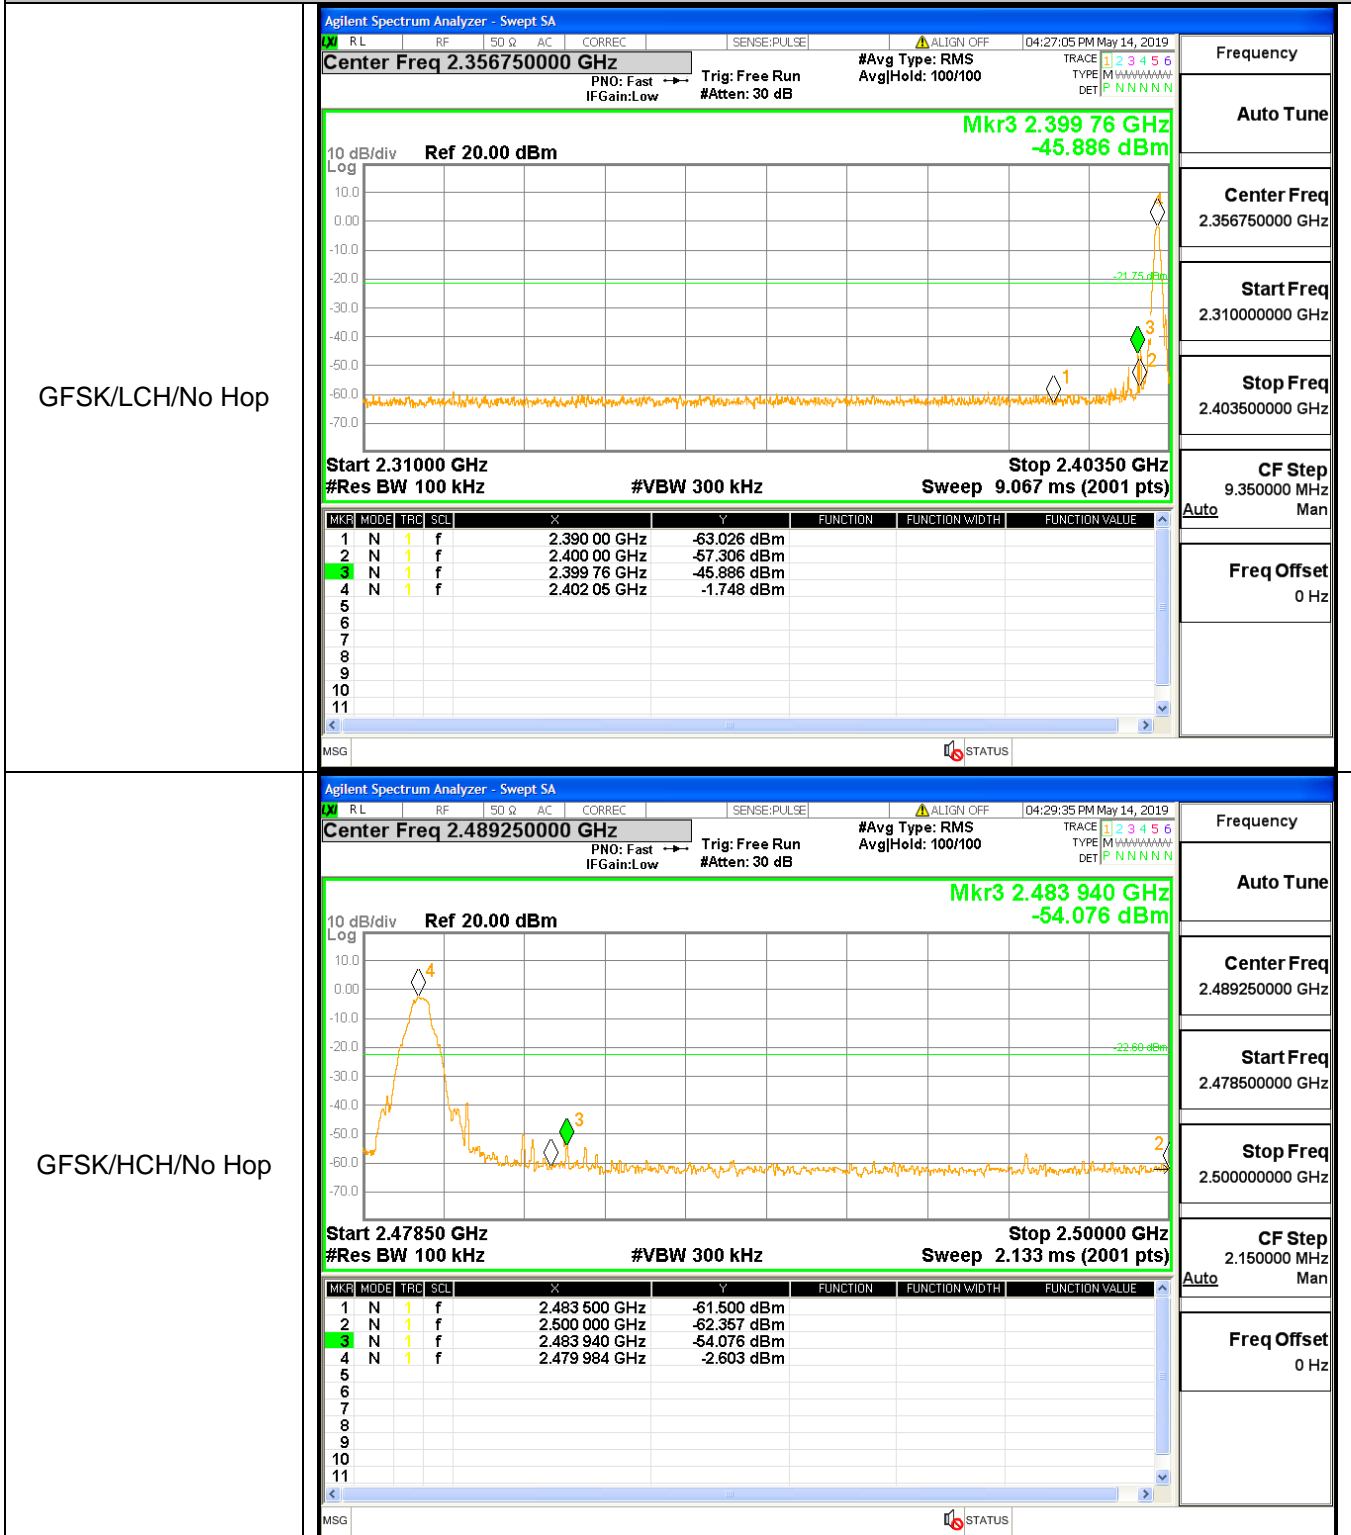 GFSK/LCH/No Hop
Agilent Spectrum Analyzer - Swept SA
LXI RL RF 50 Ω AC CORREC SENSE:PULSE ALIGN OFF 04:27:05 PM May 14, 2019
Center Freq 2.356750000 GHz
PNO: Fast
IFGain:Low
Trig: Free Run
#Atten: 30 dB
#Avg Type: RMS
Avg|Hold: 100/100
TRACE 1 2 3 4 5 6
TYPE M WWWWW
DET P N N N N N
Mkr3 2.399 76 GHz
-45.886 dBm
10 dB/div Ref 20.00 dBm
Log
10.0
0.00
-10.0
-20.0
-21.75 dBm
-30.0
-40.0
-50.0
-60.0
-70.0
4
3
2
1
Start 2.31000 GHz Stop 2.40350 GHz
#Res BW 100 kHz #VBW 300 kHz Sweep 9.067 ms (2001 pts)
MKR MODE TRC SCL X Y FUNCTION FUNCTION WIDTH FUNCTION VALUE
1 N 1 f 2.390 00 GHz -63.026 dBm
2 N 1 f 2.400 00 GHz -57.306 dBm
3 N 1 f 2.399 76 GHz -45.886 dBm
4 N 1 f 2.402 05 GHz -1.748 dBm
5
6
7
8
9
10
11
MSG STATUS
Frequency
Auto Tune
Center Freq
2.356750000 GHz
Start Freq
2.310000000 GHz
Stop Freq
2.403500000 GHz
CF Step
9.350000 MHz
Auto Man
Freq Offset
0 Hz
GFSK/HCH/No Hop
Agilent Spectrum Analyzer - Swept SA
LXI RL RF 50 Ω AC CORREC SENSE:PULSE ALIGN OFF 04:29:35 PM May 14, 2019
Center Freq 2.489250000 GHz
PNO: Fast
IFGain:Low
Trig: Free Run
#Atten: 30 dB
#Avg Type: RMS
Avg|Hold: 100/100
TRACE 1 2 3 4 5 6
TYPE M WWWWW
DET P N N N N N
Mkr3 2.483 940 GHz
-54.076 dBm
10 dB/div Ref 20.00 dBm
Log
10.0
0.00
-10.0
-20.0
-22.60 dBm
-30.0
-40.0
-50.0
-60.0
-70.0
4
3
2
Start 2.47850 GHz Stop 2.50000 GHz
#Res BW 100 kHz #VBW 300 kHz Sweep 2.133 ms (2001 pts)
MKR MODE TRC SCL X Y FUNCTION FUNCTION WIDTH FUNCTION VALUE
1 N 1 f 2.483 500 GHz -61.500 dBm
2 N 1 f 2.500 000 GHz -62.357 dBm
3 N 1 f 2.483 940 GHz -54.076 dBm
4 N 1 f 2.479 984 GHz -2.603 dBm
5
6
7
8
9
10
11
MSG STATUS
Frequency
Auto Tune
Center Freq
2.489250000 GHz
Start Freq
2.478500000 GHz
Stop Freq
2.500000000 GHz
CF Step
2.150000 MHz
Auto Man
Freq Offset
0 Hz